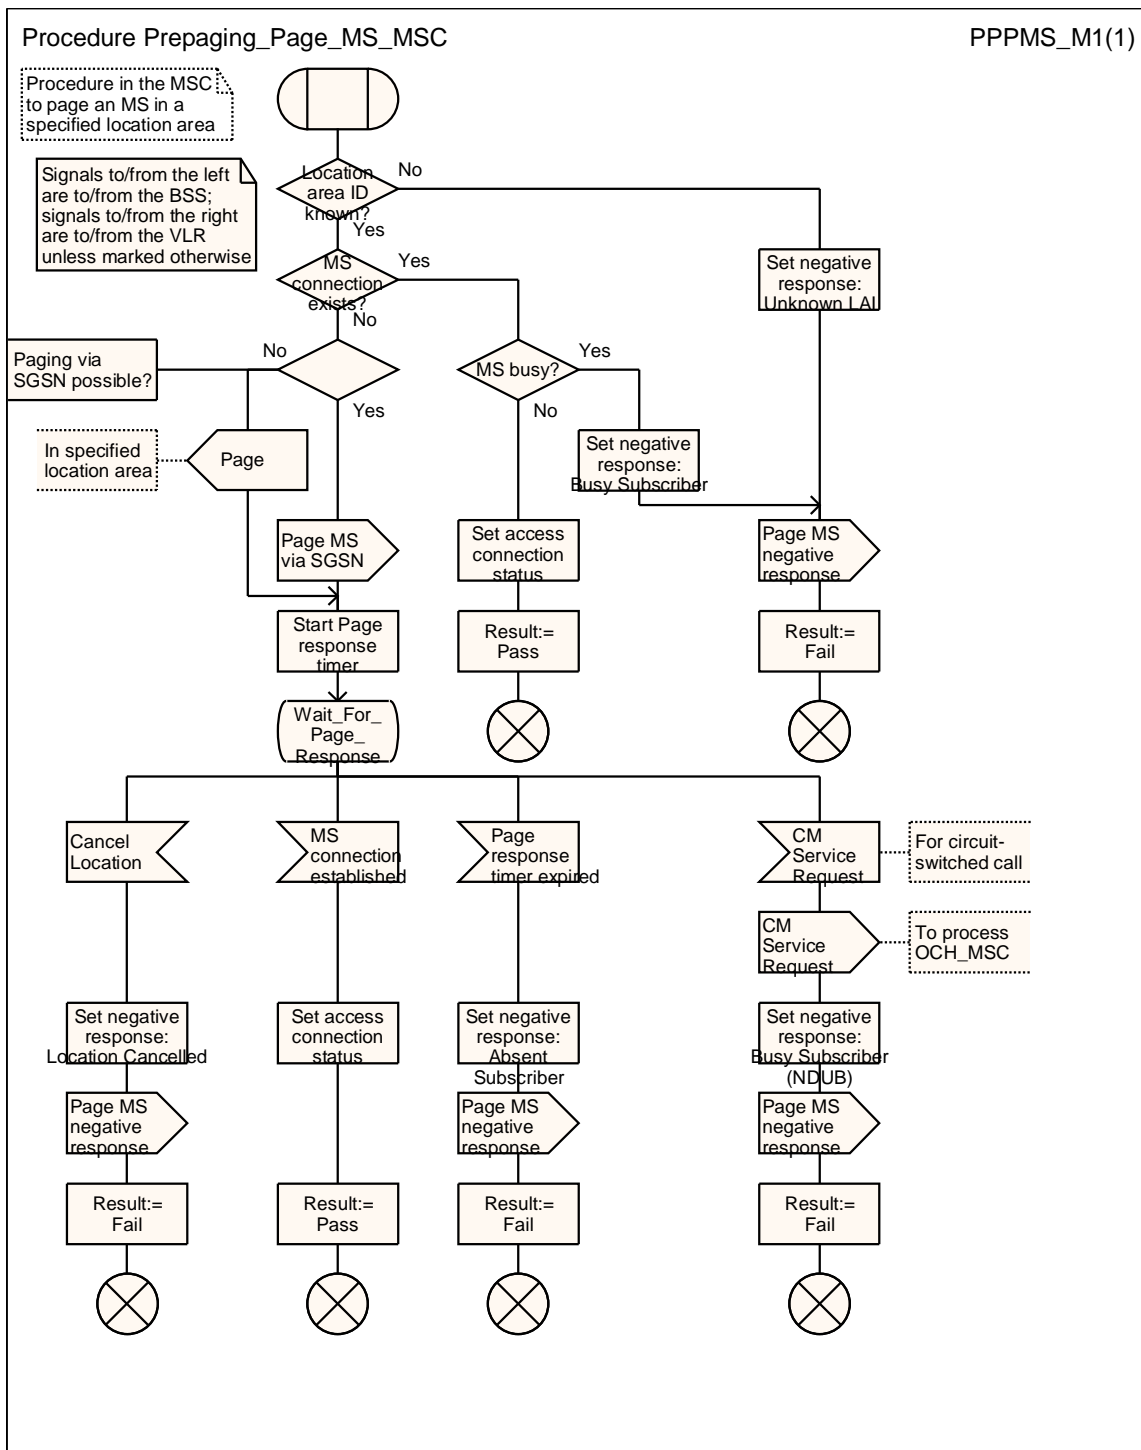 Procedure Prepaging_Page_MS_MSC
PPPMS_M1(1)
Procedure in the MSC
to page an MS in a
specified location area
Signals to/from the left
are to/from the BSS;
signals to/from the right
are to/from the VLR
unless marked otherwise
Location
area ID
known?
No
Yes
MS
connection
exists?
Yes
No
Set negative
response:
Unknown LAI
Paging via
SGSN possible?
No
Yes
MS busy?
Yes
No
In specified
location area
Page
Set negative
response:
Busy Subscriber
Page MS
via SGSN
Set access
connection
status
Page MS
negative
response
Start Page
response
timer
Result:=
Pass
Result:=
Fail
Wait_For_
Page_
Response
Cancel
Location
MS
connection
established
Page
response
timer expired
CM
Service
Request
For circuit-
switched call
CM
Service
Request
To process
OCH_MSC
Set negative
response:
Location Cancelled
Set access
connection
status
Set negative
response:
Absent
Subscriber
Set negative
response:
Busy Subscriber
(NDUB)
Page MS
negative
response
Page MS
negative
response
Page MS
negative
response
Result:=
Fail
Result:=
Pass
Result:=
Fail
Result:=
Fail